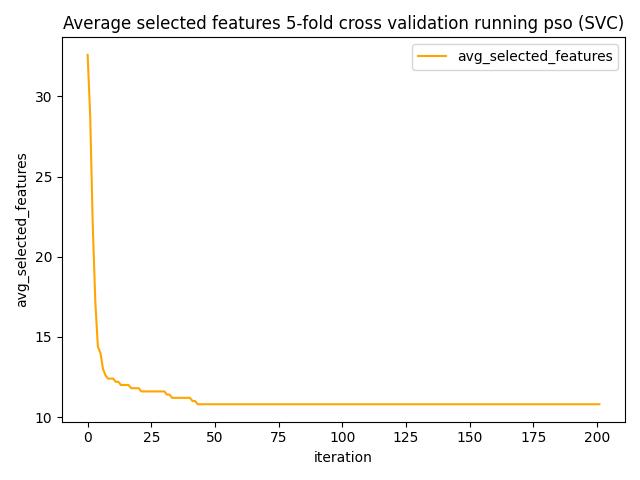 Average selected features 5-fold cross validation running pso (SVC)
avg_selected_features
30
25
20
15
10
avg_selected_features
0 25 50 75 100 125 150 175 200
iteration